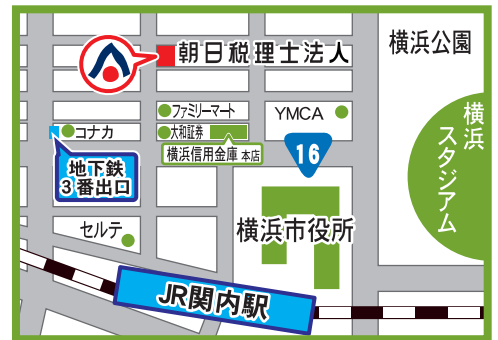 朝日税理士法人
横浜公園
ファミリーマート
YMCA
コナカ
大和証券
横浜信用金庫 本店
16
横浜
スタジアム
地下鉄
3番出口
セルテ
横浜市役所
JR関内駅